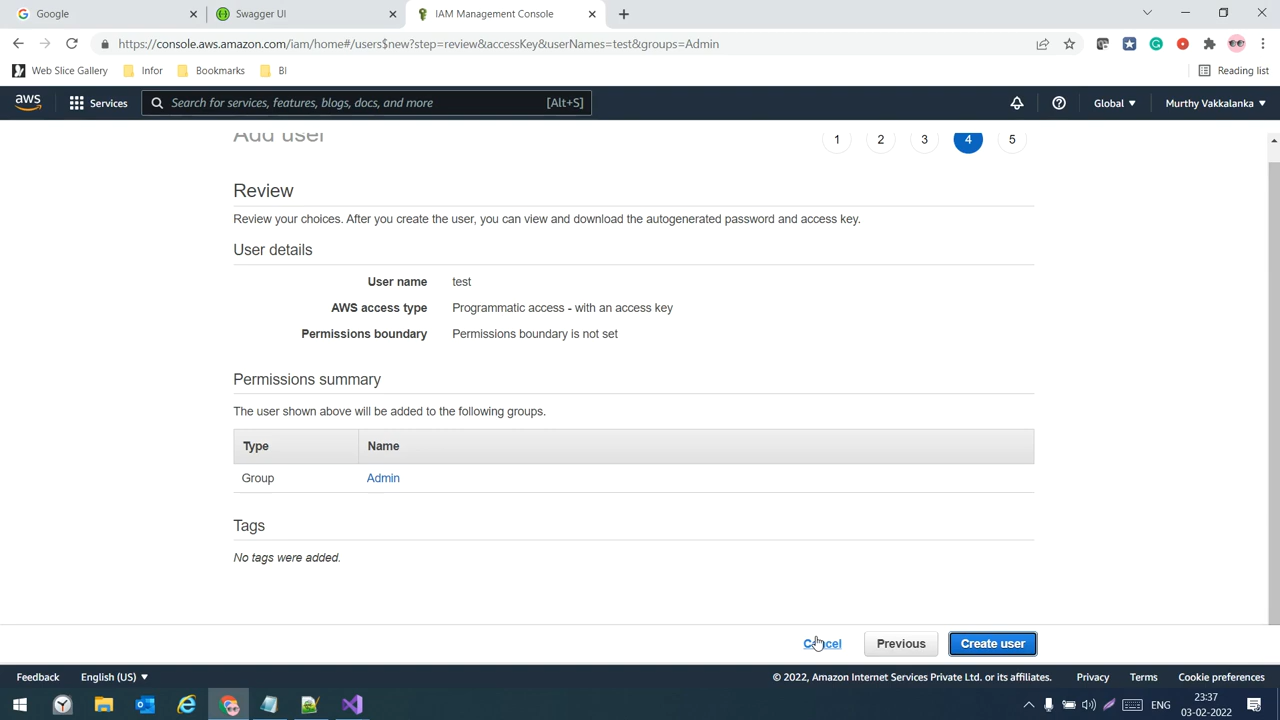 Google
Swagger UI
IAM Management Console
https://console.aws.amazon.com/iam/home#/users$new?step=review&accessKey&userNames=test&groups=Admin
Web Slice Gallery
Infor
Bookmarks
BI
Reading list
aws
Services
Search for services, features, blogs, docs, and more
[Alt+S]
Global
Murthy Vakkalanka
Add user
1
2
3
4
5
Review
Review your choices. After you create the user, you can view and download the autogenerated password and access key.
User details
User name test
AWS access type Programmatic access - with an access key
Permissions boundary Permissions boundary is not set
Permissions summary
The user shown above will be added to the following groups.
Type Name
Group Admin
Tags
No tags were added.
Cancel
Previous
Create user
Feedback
English (US)
© 2022, Amazon Internet Services Private Ltd. or its affiliates.
Privacy
Terms
Cookie preferences
ENG
23:37
03-02-2022